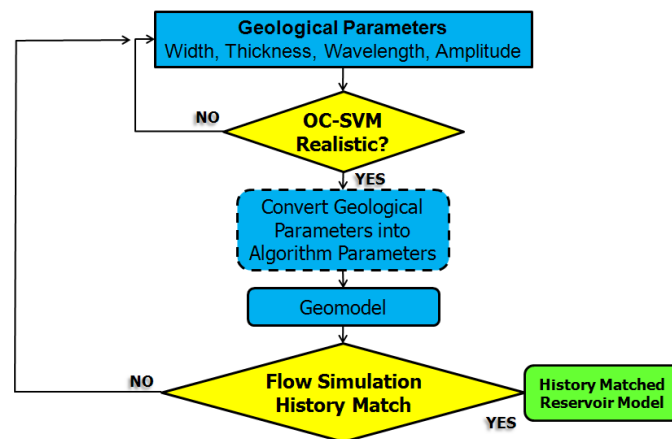 Geological Parameters
Width, Thickness, Wavelength, Amplitude
NO
OC-SVM
Realistic?
YES
Convert Geological
Parameters into
Algorithm Parameters
Geomodel
NO
Flow Simulation
History Match
YES
History Matched
Reservoir Model